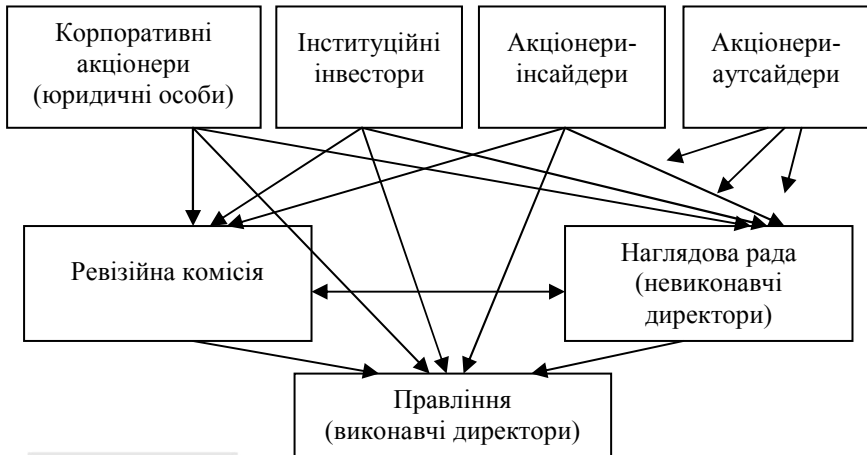 Корпоративні
акціонери
(юридичні особи)
Інституційні
інвестори
Акціонери-
інсайдери
Акціонери-
аутсайдери
Ревізійна комісія
Наглядова рада
(невиконавчі
директори)
Правління
(виконавчі директори)